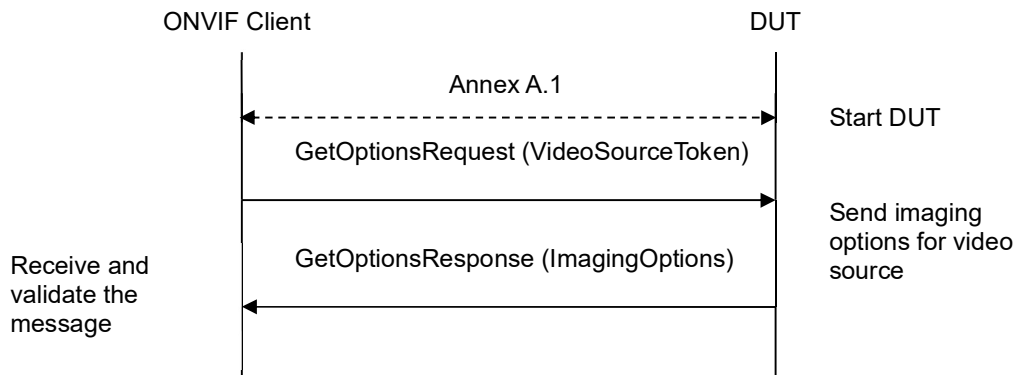 ONVIF Client
DUT
Annex A.1
Start DUT
GetOptionsRequest (VideoSourceToken)
Send imaging
options for video
source
GetOptionsResponse (ImagingOptions)
Receive and
validate the
message